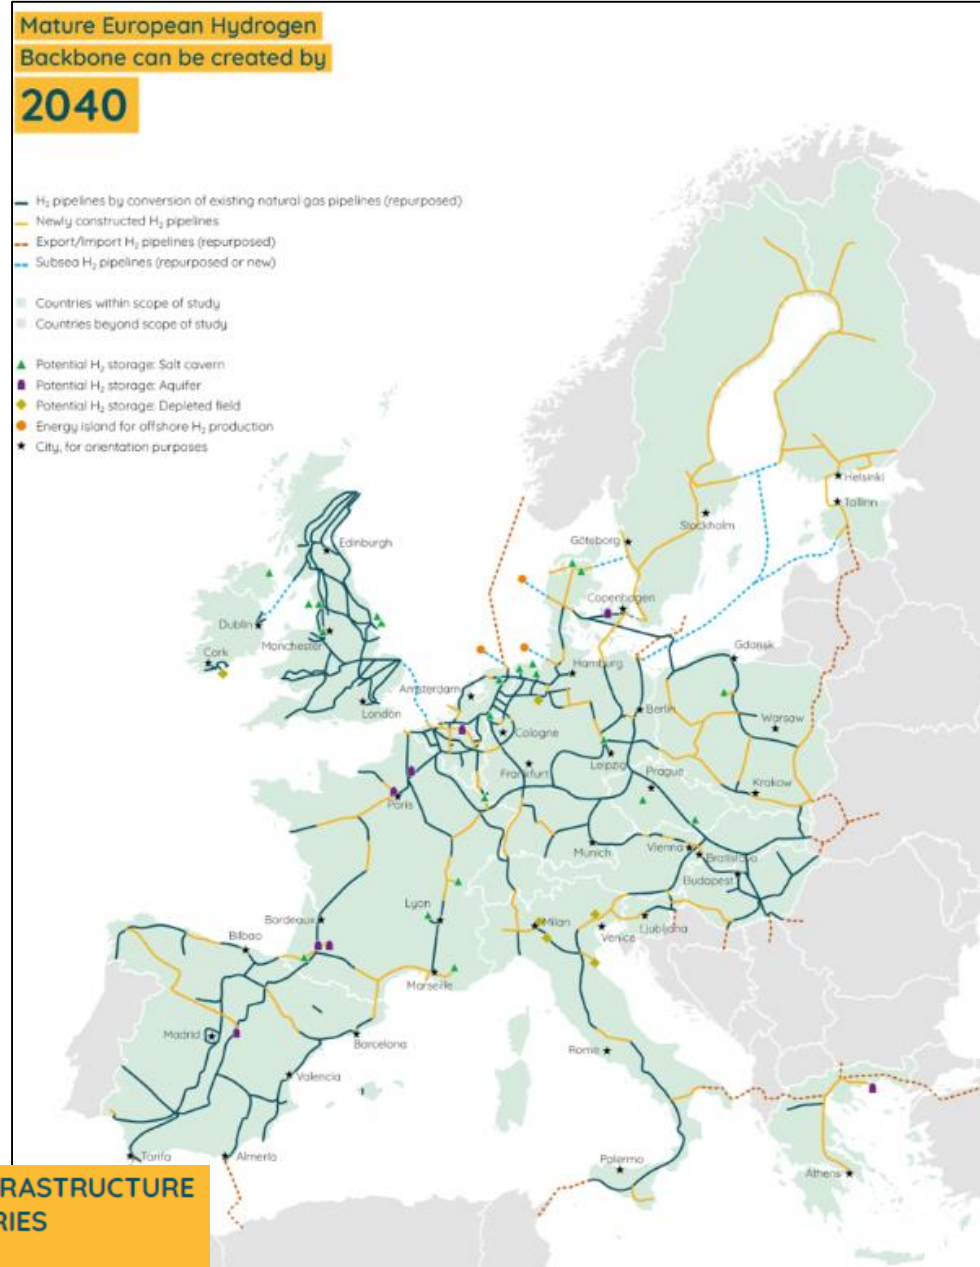 Mature European Hydrogen
Backbone can be created by
2040
H₂ pipelines by conversion of existing natural gas pipelines (repurposed)
Newly constructed H₂ pipelines
Export/Import H₂ pipelines (repurposed)
Subsea H₂ pipelines (repurposed or new)
Countries within scope of study
Countries beyond scope of study
Potential H₂ storage: Salt cavern
Potential H₂ storage: Aquifer
Potential H₂ storage: Depleted field
Energy island for offshore H₂ production
City, for orientation purposes
Helsinki
Tallinn
Stockholm
Göteborg
Edinburgh
Copenhagen
Dublin
Manchester
Cork
Gdansk
Hamburg
Amsterdam
London
Berlin
Warsaw
Cologne
Leipzig
Frankfurt
Prague
Krakow
Paris
Munich
Vienna
Bratislava
Budapest
Lyon
Bordeaux
Milan
Ljubljana
Venice
Bilbao
Marseille
Madrid
Barcelona
Rome
Valencia
Tarifa
Almería
Palermo
Athens
RASTRUCTURE
RIES